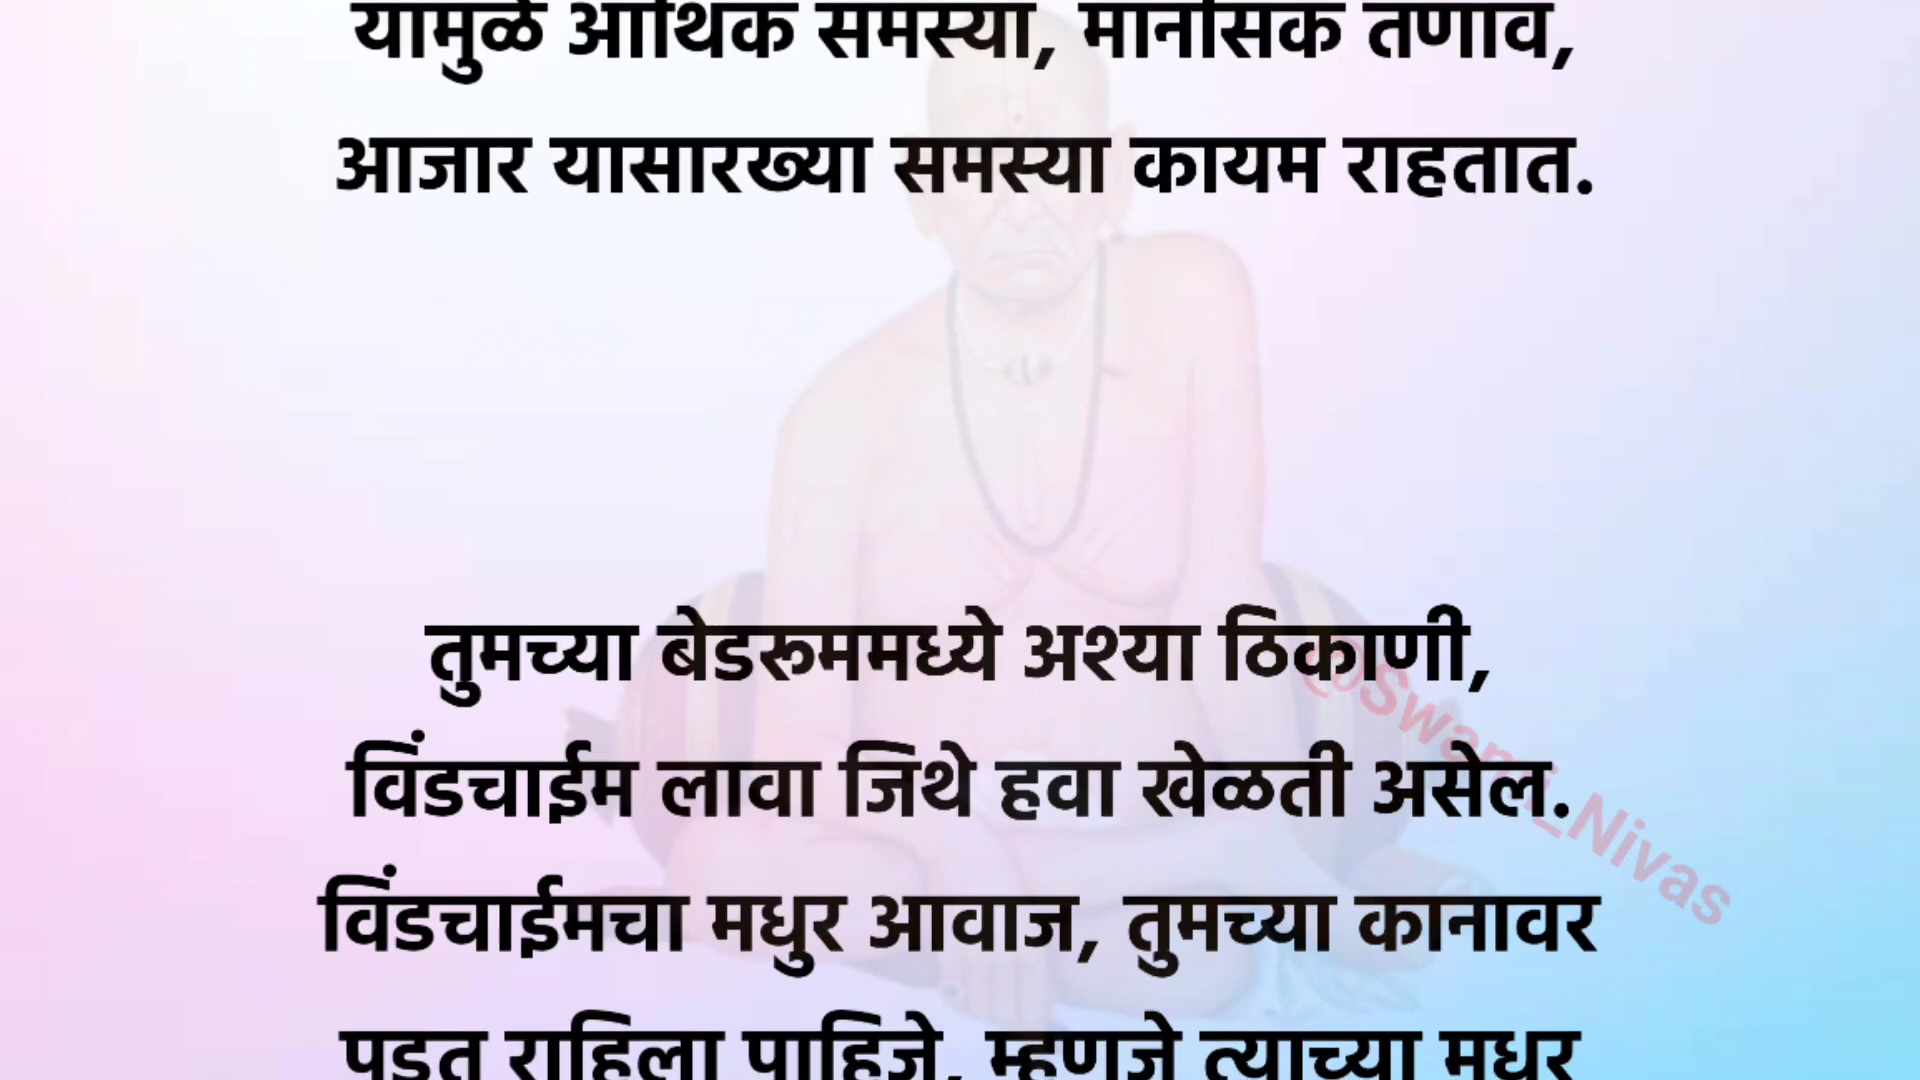 यामुळे आर्थिक समस्या, मानसिक तणाव,
आजार यासारख्या समस्या कायम राहतात.
तुमच्या बेडरूममध्ये अश्या ठिकाणी,
विंडचाईम लावा जिथे हवा खेळती असेल.
विंडचाईमचा मधुर आवाज, तुमच्या कानावर
पडत राहिला पाहिजे, म्हणजे त्याच्या मधुर
@Swami_Nivas